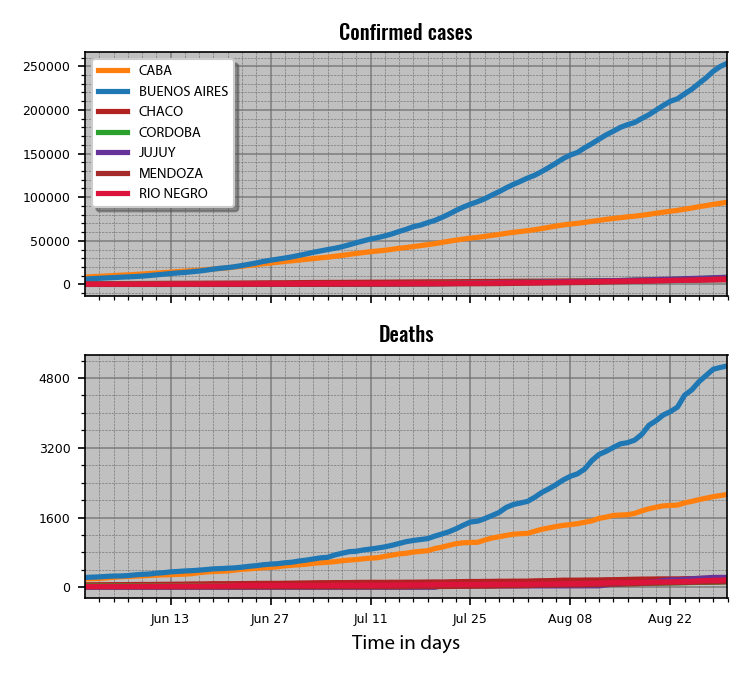 Confirmed cases
250000
200000
150000
100000
50000
0
CABA
BUENOS AIRES
CHACO
CORDOBA
JUJUY
MENDOZA
RIO NEGRO
Deaths
4800
3200
1600
0
Jun 13 Jun 27 Jul 11 Jul 25 Aug 08 Aug 22
Time in days